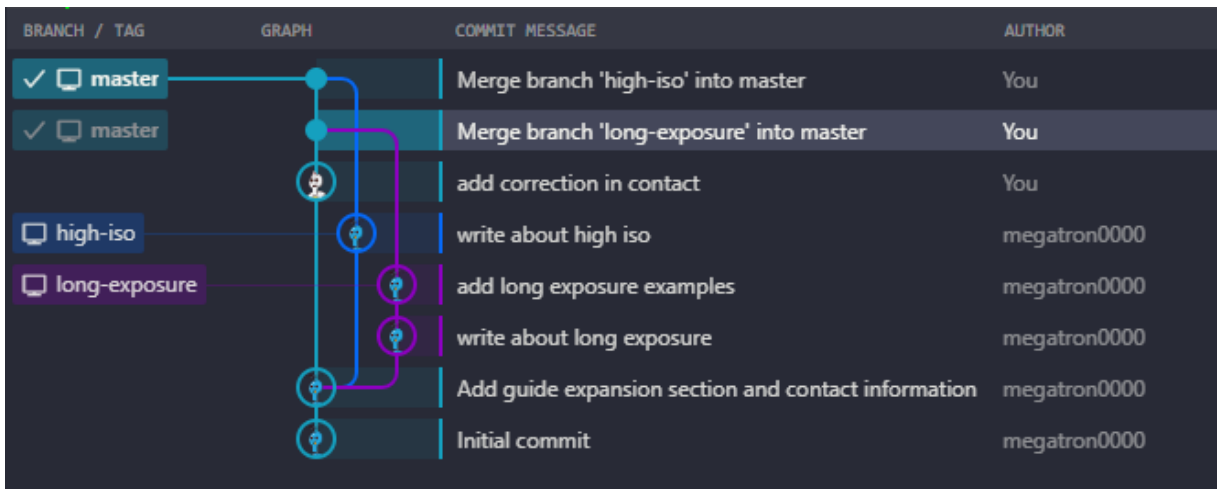 BRANCH / TAG GRAPH COMMIT MESSAGE AUTHOR
master Merge branch 'high-iso' into master You
master Merge branch 'long-exposure' into master You
add correction in contact You
high-iso write about high iso megatron0000
long-exposure add long exposure examples megatron0000
write about long exposure megatron0000
Add guide expansion section and contact information megatron0000
Initial commit megatron0000